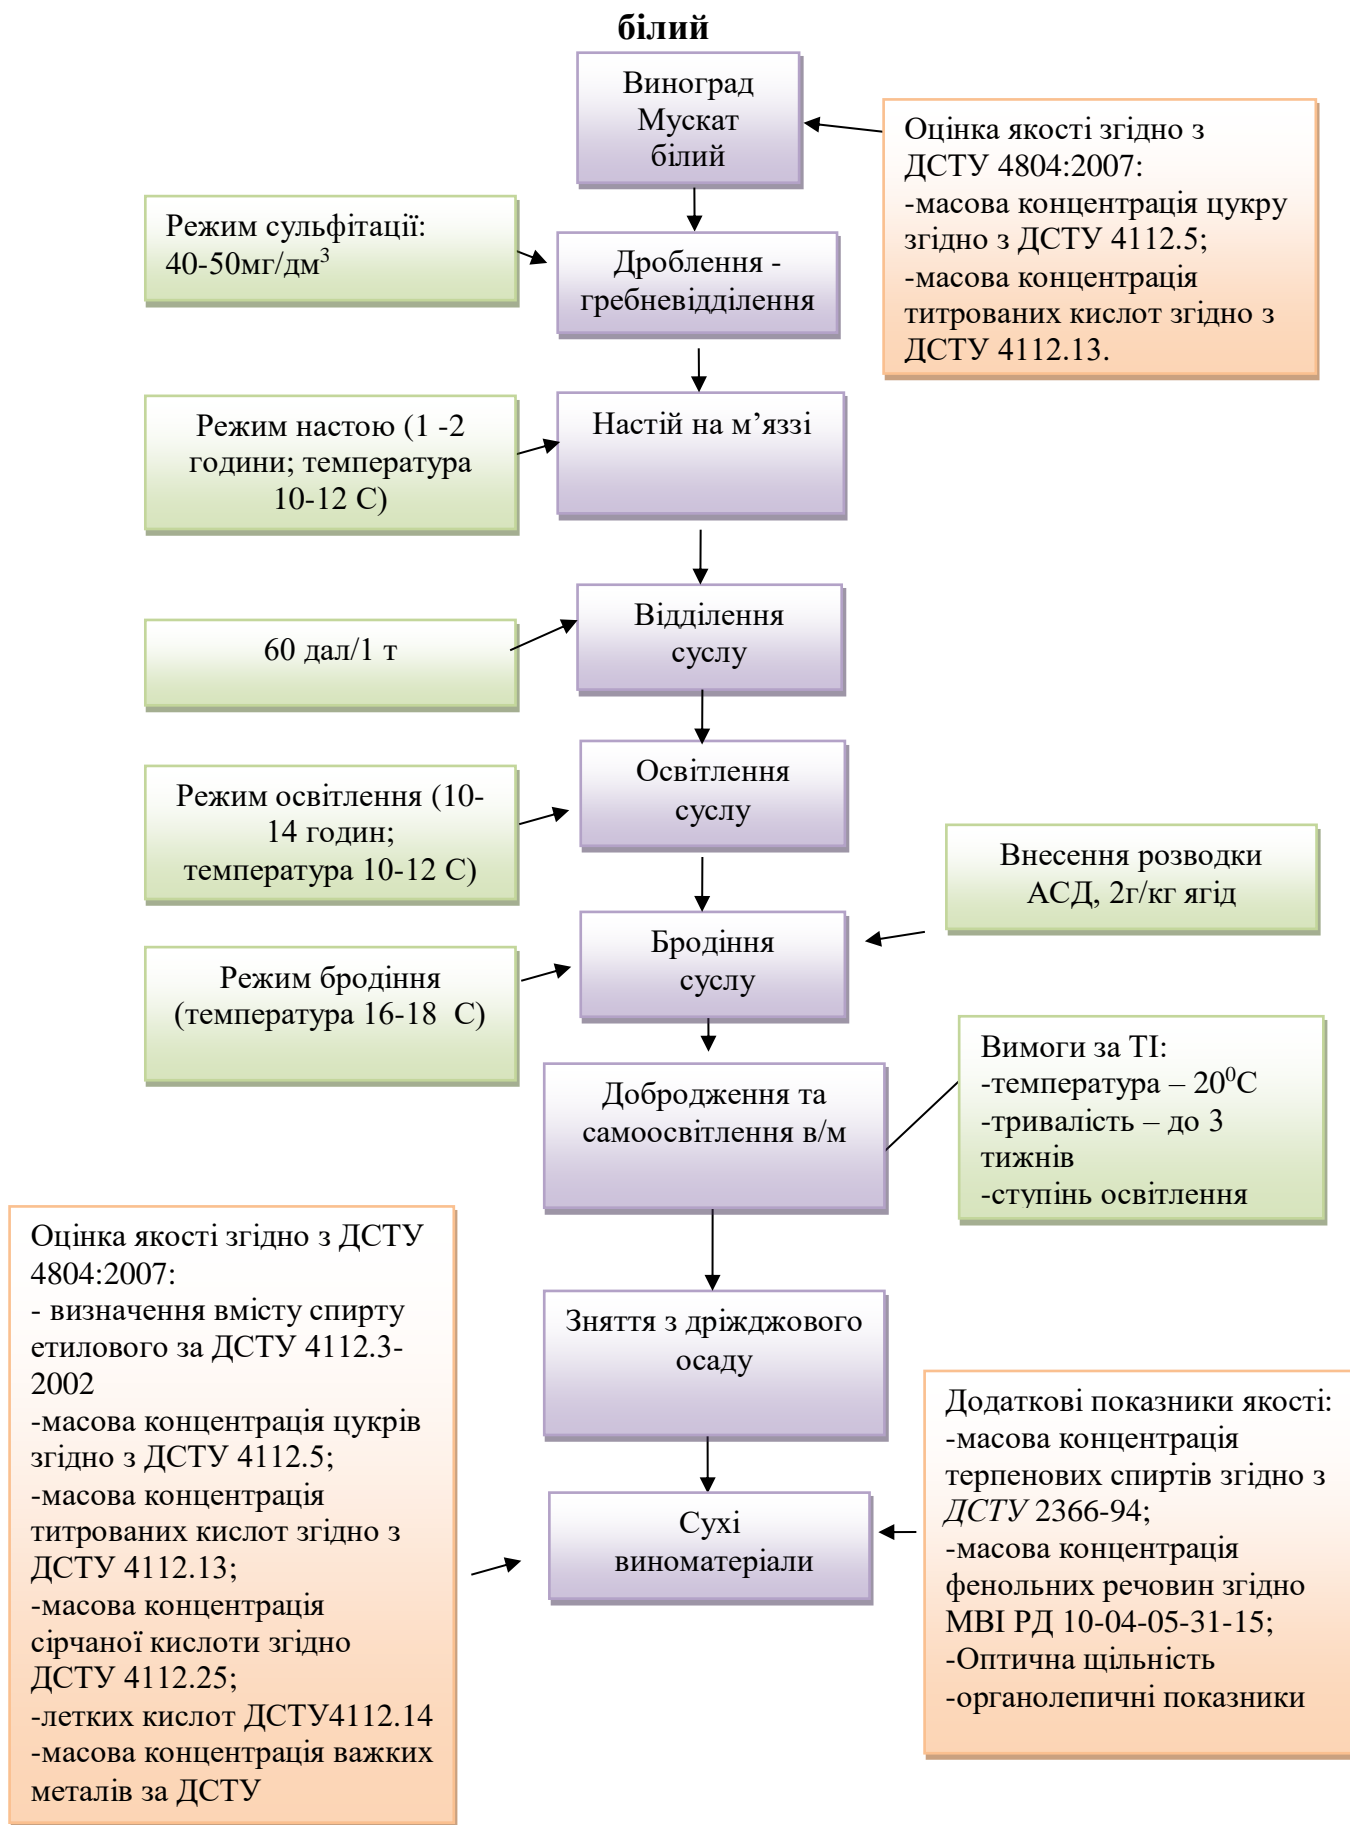 білий
Виноград
Мускат
білий
Оцінка якості згідно з
ДСТУ 4804:2007:
-масова концентрація цукру
згідно з ДСТУ 4112.5;
-масова концентрація
титрованих кислот згідно з
ДСТУ 4112.13.
Режим сульфітації:
40-50мг/дм³
Дроблення -
гребневідділення
Режим настою (1 -2
години; температура
10-12 С)
Настій на м’яззі
60 дал/1 т
Відділення
суслу
Режим освітлення (10-
14 годин;
температура 10-12 С)
Освітлення
суслу
Внесення розводки
АСД, 2г/кг ягід
Режим бродіння
(температура 16-18 С)
Бродіння
суслу
Вимоги за ТІ:
-температура – 20⁰С
-тривалість – до 3
тижнів
-ступінь освітлення
Добродження та
самоосвітлення в/м
Оцінка якості згідно з ДСТУ
4804:2007:
- визначення вмісту спирту
етилового за ДСТУ 4112.3-
2002
-масова концентрація цукрів
згідно з ДСТУ 4112.5;
-масова концентрація
титрованих кислот згідно з
ДСТУ 4112.13;
-масова концентрація
сірчаної кислоти згідно
ДСТУ 4112.25;
-летких кислот ДСТУ4112.14
-масова концентрація важких
металів за ДСТУ
Зняття з дріжджового
осаду
Додаткові показники якості:
-масова концентрація
терпенових спиртів згідно з
ДСТУ 2366-94;
-масова концентрація
фенольних речовин згідно
МВІ РД 10-04-05-31-15;
-Оптична щільність
-органолепичні показники
Сухі
виноматеріали